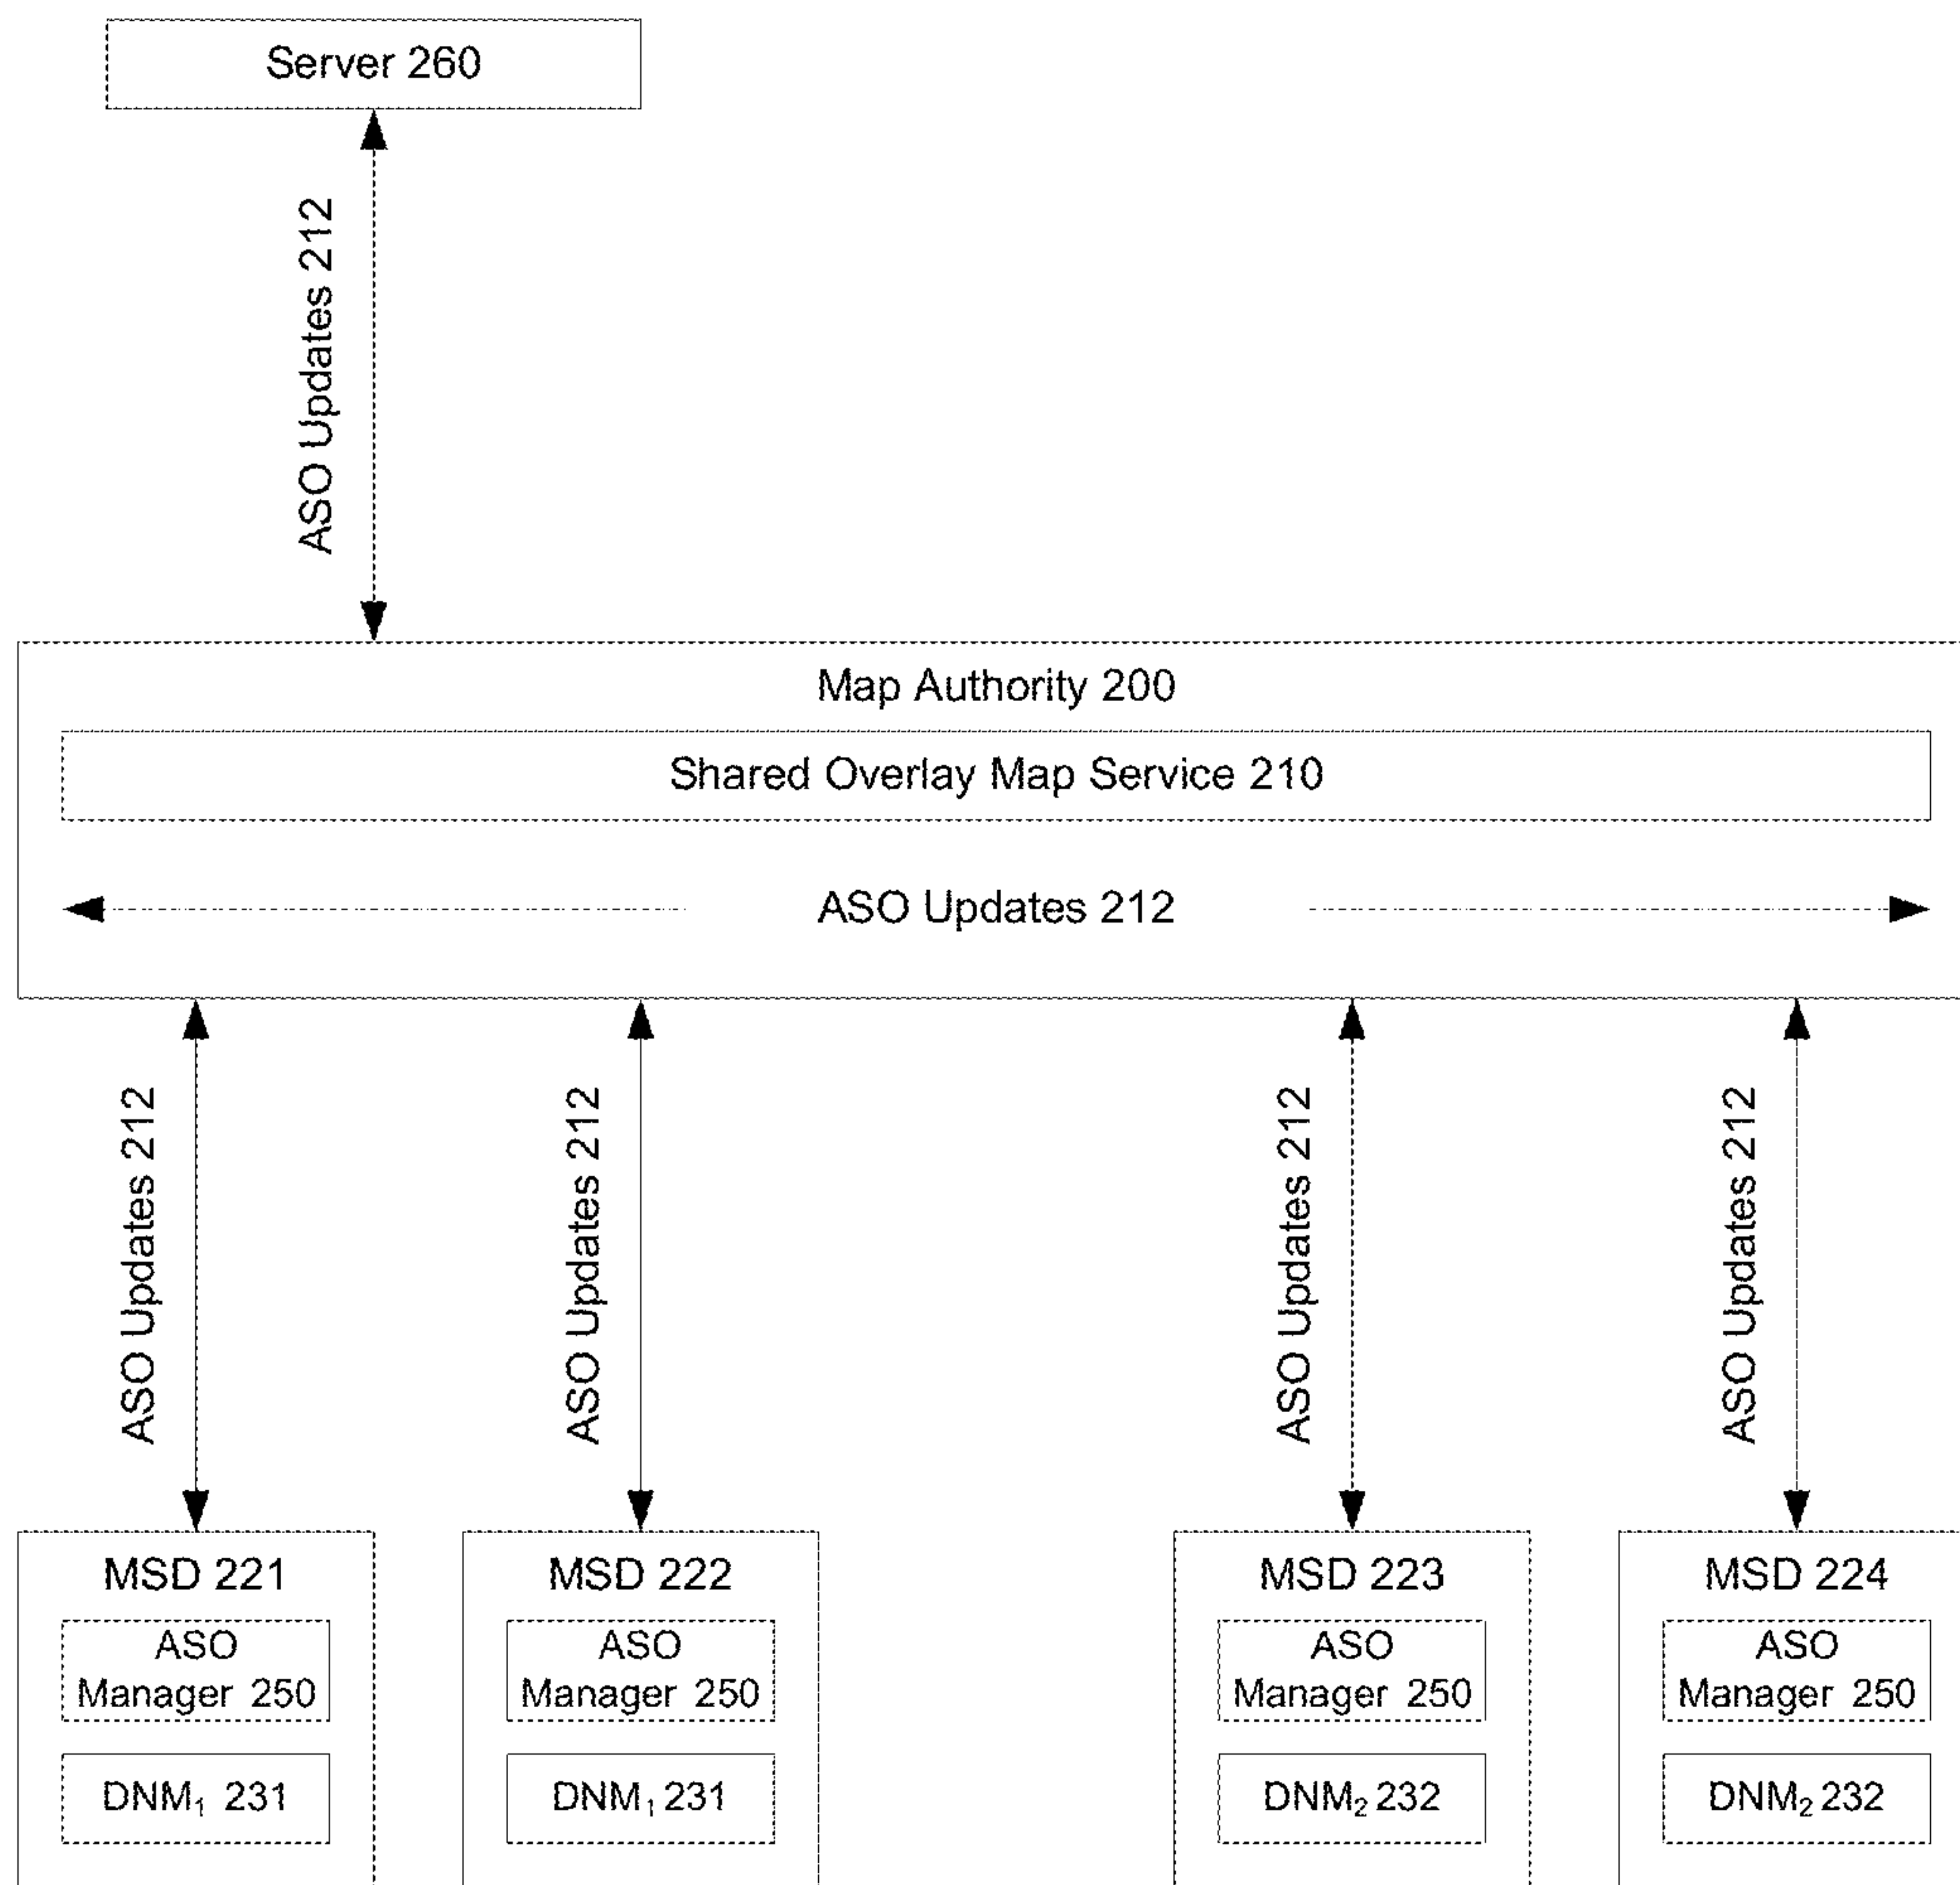 Server 260
ASO Updates 212
Map Authority 200
Shared Overlay Map Service 210
ASO Updates 212
ASO Updates 212
ASO Updates 212
ASO Updates 212
ASO Updates 212
MSD 221
ASO
Manager 250
DNM₁ 231
MSD 222
ASO
Manager 250
DNM₁ 231
MSD 223
ASO
Manager 250
DNM₂ 232
MSD 224
ASO
Manager 250
DNM₂ 232